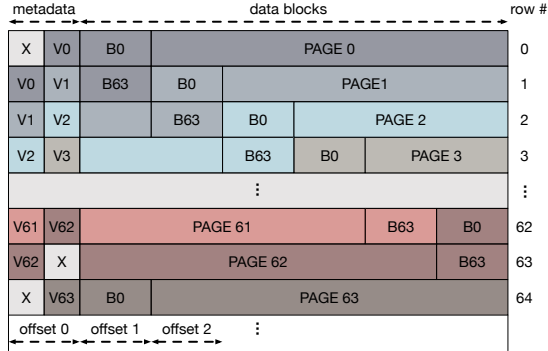 metadata data blocks row #
X V0 B0 PAGE 0 0
V0 V1 B63 B0 PAGE1 1
V1 V2 B63 B0 PAGE 2 2
V2 V3 B63 B0 PAGE 3 3
⋮ ⋮
V61 V62 PAGE 61 B63 B0 62
V62 X PAGE 62 B63 63
X V63 B0 PAGE 63 64
offset 0 offset 1 offset 2 ⋮